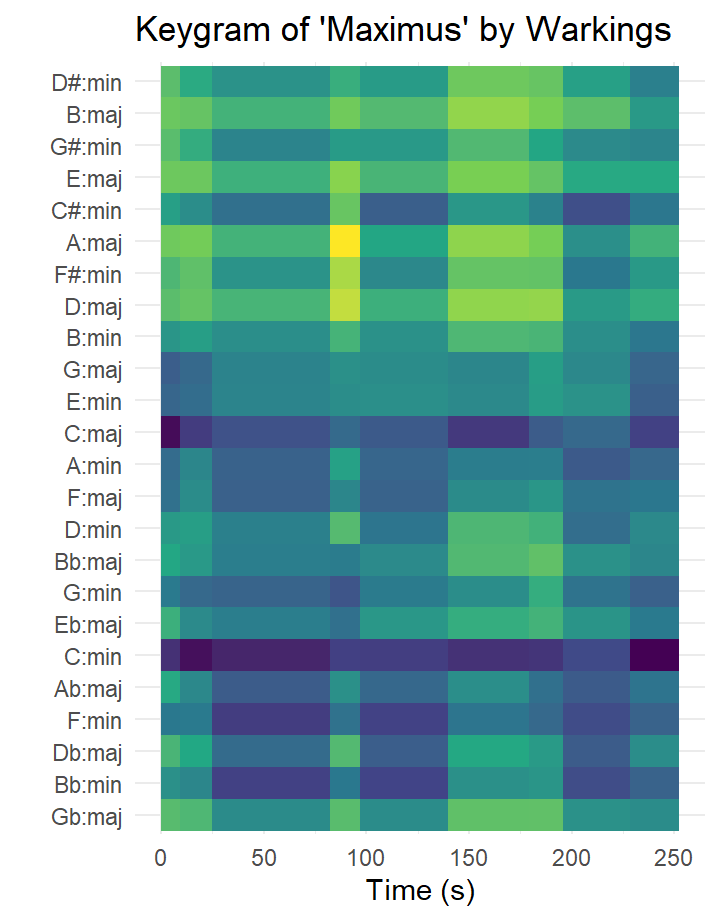 Keygram of 'Maximus' by Warkings
D#:min
B:maj
G#:min
E:maj
C#:min
A:maj
F#:min
D:maj
B:min
G:maj
E:min
C:maj
A:min
F:maj
D:min
Bb:maj
G:min
Eb:maj
C:min
Ab:maj
F:min
Db:maj
Bb:min
Gb:maj
0 50 100 150 200 250
Time (s)